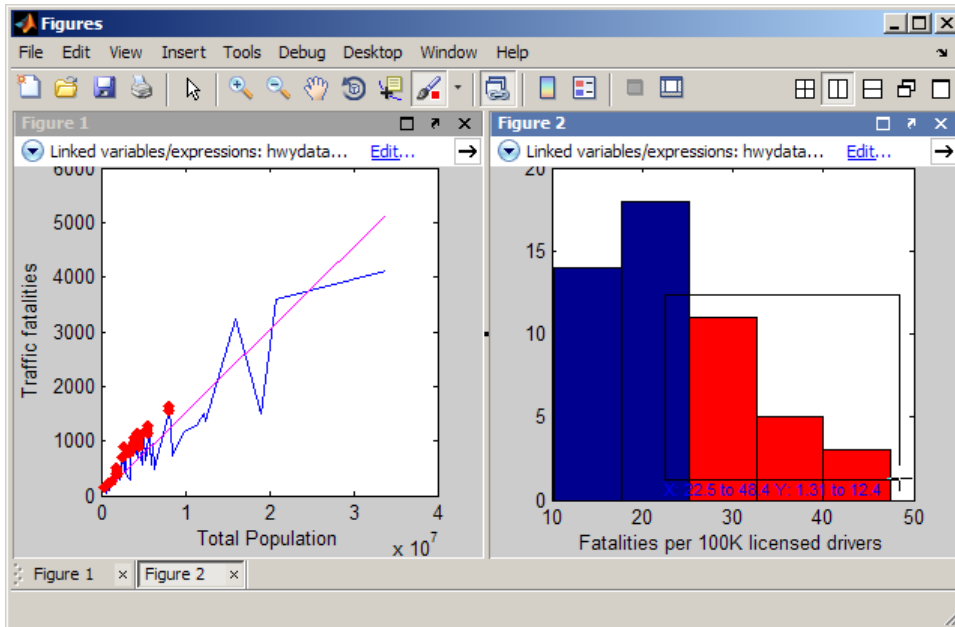 Figures
File Edit View Insert Tools Debug Desktop Window Help
Figure 1
Linked variables/expressions: hwydata... Edit...
6000
5000
4000
3000
2000
1000
0
Traffic fatalities
0 1 2 3 4
Total Population
x 10^7
Figure 2
Linked variables/expressions: hwydata... Edit...
20
15
10
5
0
X: 22.5 to 48.4 Y: 1.31 to 12.4
10 20 30 40 50
Fatalities per 100K licensed drivers
Figure 1 Figure 2